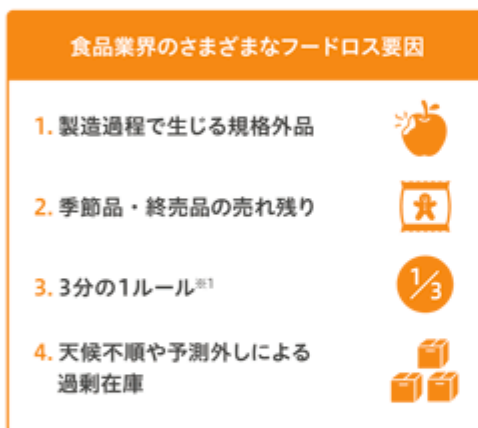 食品業界のさまざまなフードロス要因
1. 製造過程で生じる規格外品
2. 季節品・終売品の売れ残り
3. 3分の1ルール※1
1/3
4. 天候不順や予測外しによる
過剰在庫